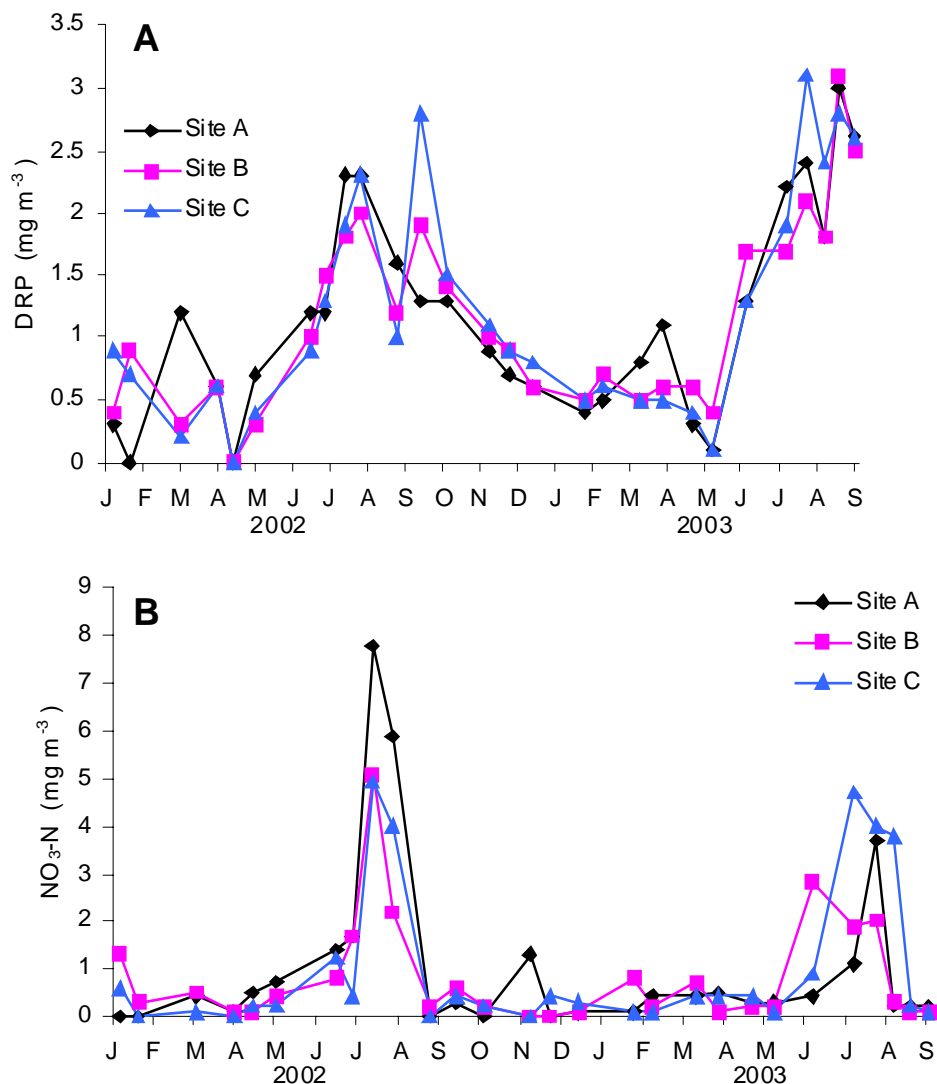 A
3.5
3
2.5
2
1.5
1
0.5
0
DRP (mg m⁻³)
Site A
Site B
Site C
J F M A M J J A S O N D J F M A M J J A S
2002 2003
B
9
8
7
6
5
4
3
2
1
0
NO₃-N (mg m⁻³)
Site A
Site B
Site C
J F M A M J J A S O N D J F M A M J J A S
2002 2003